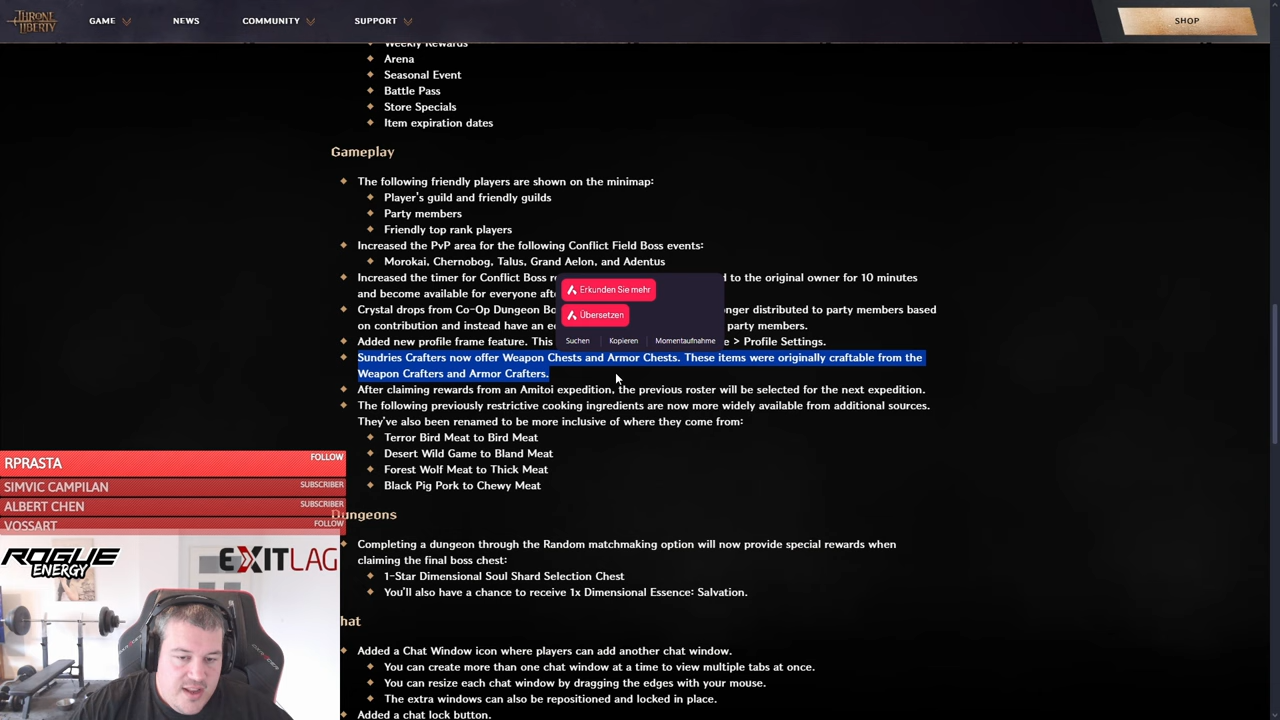 THRONE
LIBERTY
GAME
NEWS
COMMUNITY
SUPPORT
SHOP
Weekly Rewards
Arena
Seasonal Event
Battle Pass
Store Specials
Item expiration dates
Gameplay
The following friendly players are shown on the minimap:
Player's guild and friendly guilds
Party members
Friendly top rank players
Increased the PvP area for the following Conflict Field Boss events:
Morokai, Chernobog, Talus, Grand Aelon, and Adentus
Increased the timer for Conflict Boss d to the original owner for 10 minutes
and become available for everyone
Crystal drops from Co-Op Dungeon nger distributed to party members based
on contribution and instead have an party members.
Added new profile frame feature. This > Profile Settings.
Erkunden Sie mehr
Übersetzen
Suchen
Kopieren
Momentaufnahme
Sundries Crafters now offer Weapon Chests and Armor Chests. These items were originally craftable from the
Weapon Crafters and Armor Crafters.
After claiming rewards from an Amitoi expedition, the previous roster will be selected for the next expedition.
The following previously restrictive cooking ingredients are now more widely available from additional sources.
They've also been renamed to be more inclusive of where they come from:
Terror Bird Meat to Bird Meat
Desert Wild Game to Bland Meat
Forest Wolf Meat to Thick Meat
Black Pig Pork to Chewy Meat
Dungeons
Completing a dungeon through the Random matchmaking option will now provide special rewards when
claiming the final boss chest:
1-Star Dimensional Soul Shard Selection Chest
You'll also have a chance to receive 1x Dimensional Essence: Salvation.
hat
Added a Chat Window icon where players can add another chat window.
You can create more than one chat window at a time to view multiple tabs at once.
You can resize each chat window by dragging the edges with your mouse.
The extra windows can also be repositioned and locked in place.
Added a chat lock button.
RPRASTA FOLLOW
SIMVIC CAMPILAN SUBSCRIBER
ALBERT CHEN SUBSCRIBER
VOSSART FOLLOW
ROGUE
ENERGY
EXITLAG